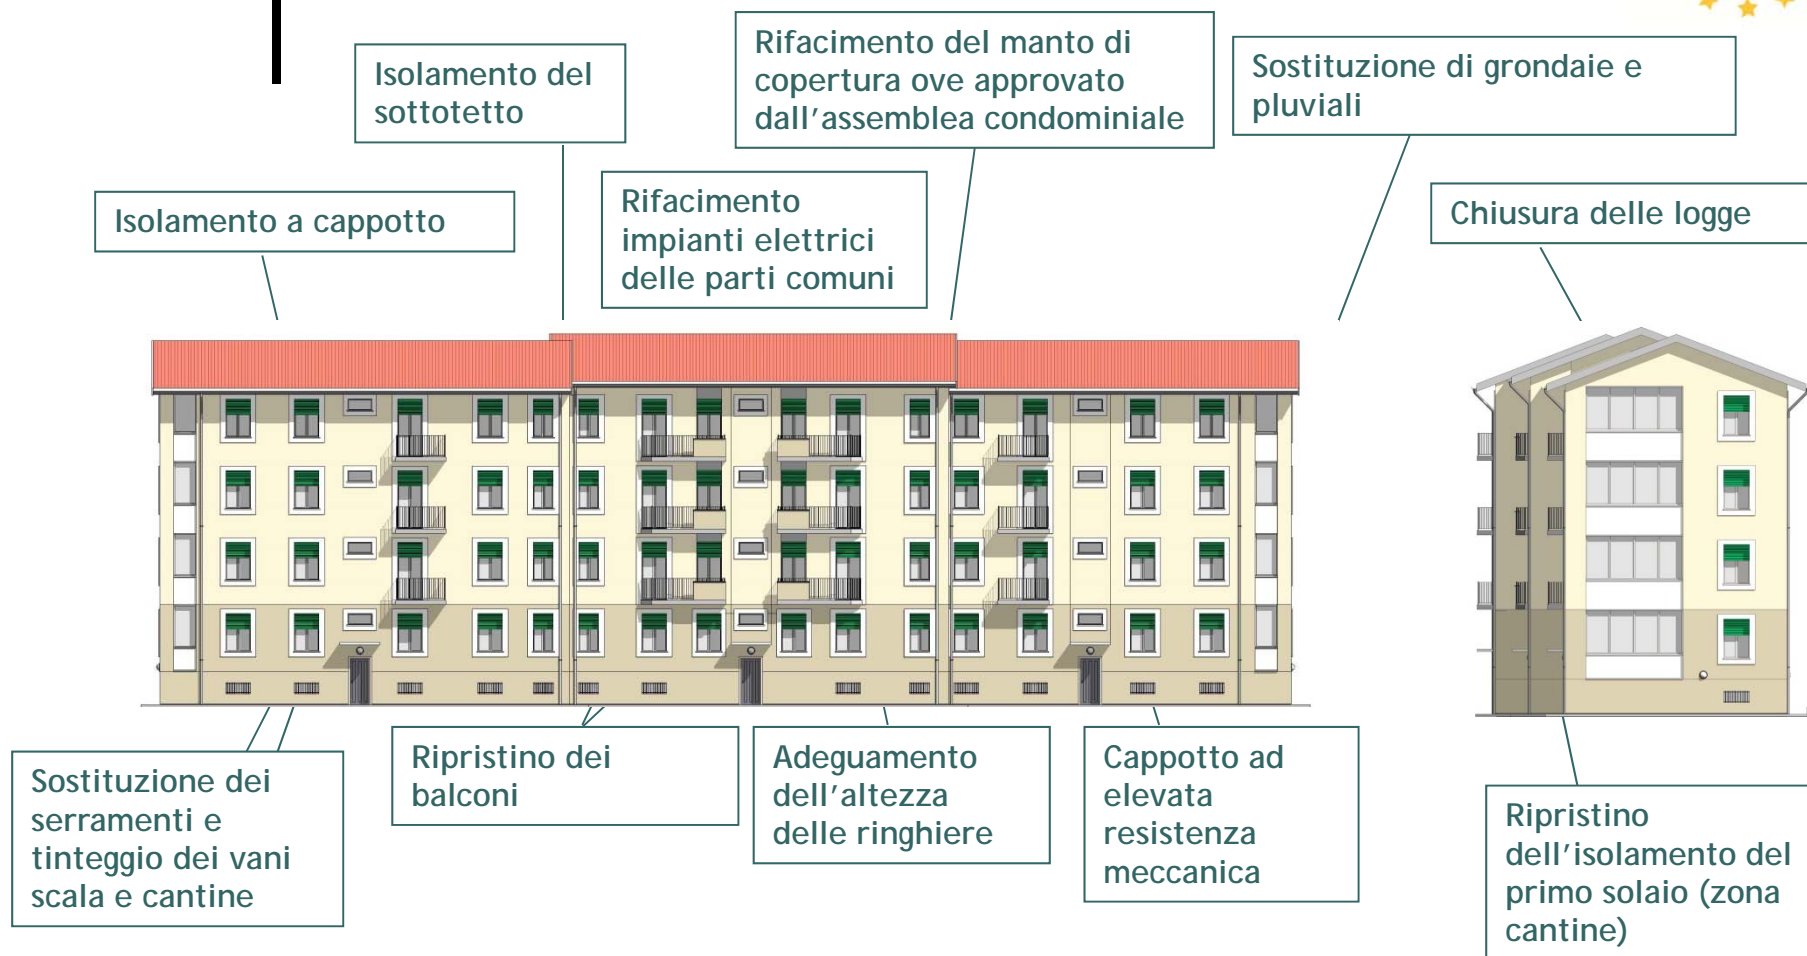 Rifacimento del manto di
copertura ove approvato
dall'assemblea condominiale
Isolamento del
sottotetto
Sostituzione di grondaie e
pluviali
Isolamento a cappotto
Rifacimento
impianti elettrici
delle parti comuni
Chiusura delle logge
Sostituzione dei
serramenti e
tinteggio dei vani
scala e cantine
Ripristino dei
balconi
Adeguamento
dell'altezza
delle ringhiere
Cappotto ad
elevata
resistenza
meccanica
Ripristino
dell'isolamento del
primo solaio (zona
cantine)